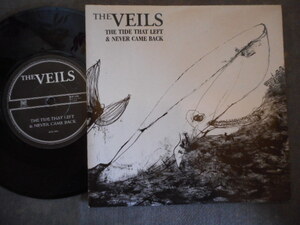 THE VEILS
THE TIDE THAT LEFT
& NEVER CAME BACK
THE VEILS
THE TIDE THAT LEFT
& NEVER CAME BACK